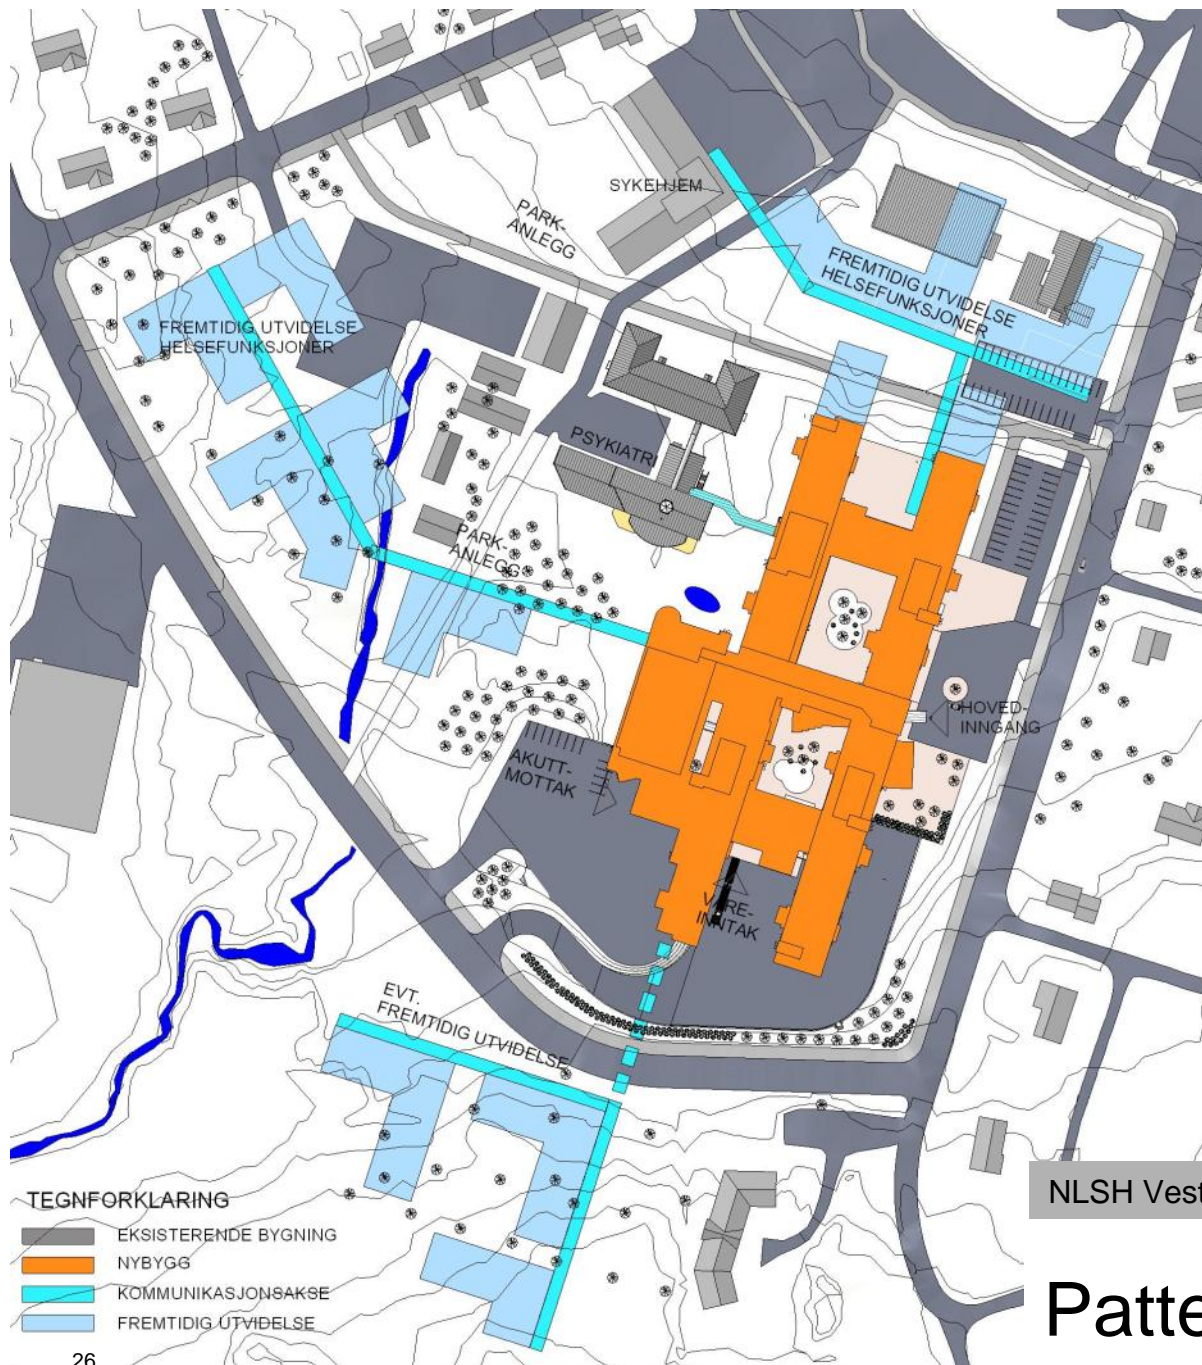 SYKEHJEM
PARK-
ANLEGG
FREMTIDIG UTVIDELSE
HELSEFUNKSJONER
FREMTIDIG UTVIDELSE
HELSEFUNKSJONER
PSYKIATRI
PARK-
ANLEGG
HOVED-
INNGANG
AKUTT-
MOTTAK
VARE-
INNTAK
EVT.
FREMTIDIG UTVIDELSE
TEGNFORKLARING
EKSISTERENDE BYGNING
NYBYGG
KOMMUNIKASJONSAKSE
FREMTIDIG UTVIDELSE
26
NLSH Vest
Patte